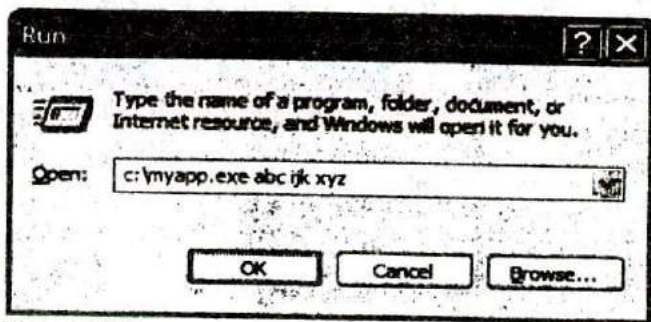 Run
Type the name of a program, folder, document, or
Internet resource, and Windows will open it for you.
Open: c:\myapp.exe abc ijk xyz
OK Cancel Browse...